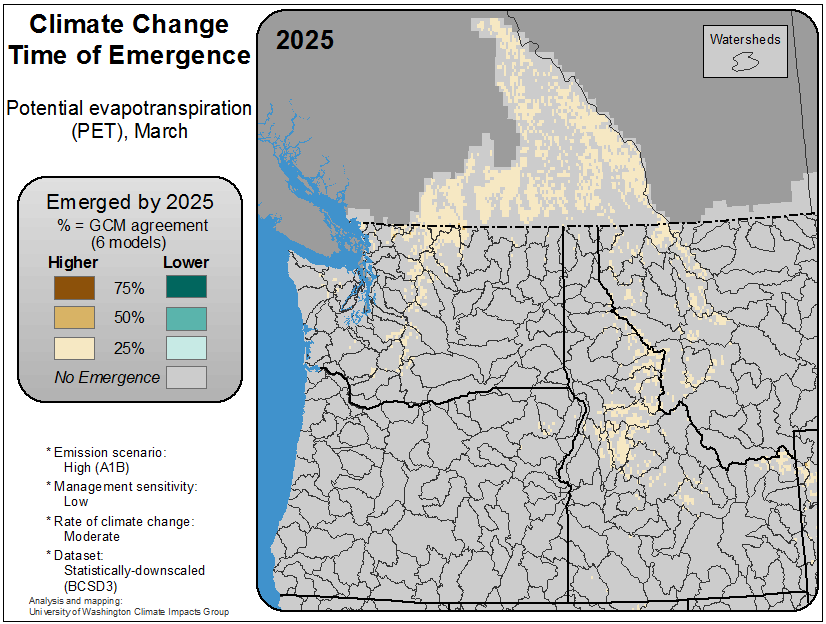 Climate Change
Time of Emergence
Potential evapotranspiration
(PET), March
Emerged by 2025
% = GCM agreement
(6 models)
Higher Lower
75%
50%
25%
No Emergence
* Emission scenario:
High (A1B)
* Management sensitivity:
Low
* Rate of climate change:
Moderate
* Dataset:
Statistically-downscaled
(BCSD3)
Analysis and mapping:
University of Washington Climate Impacts Group
2025
Watersheds